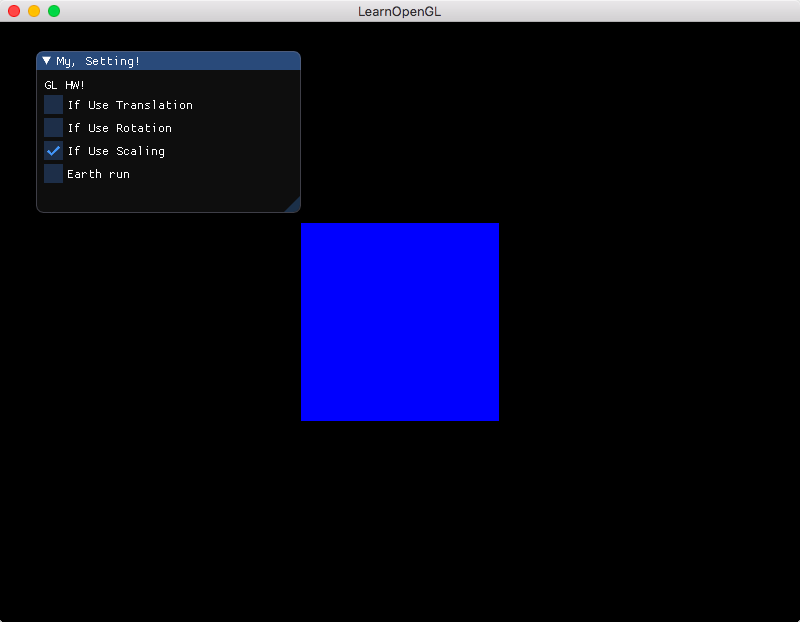 LearnOpenGL
My, Setting!
GL HW!
If Use Translation
If Use Rotation
If Use Scaling
Earth run